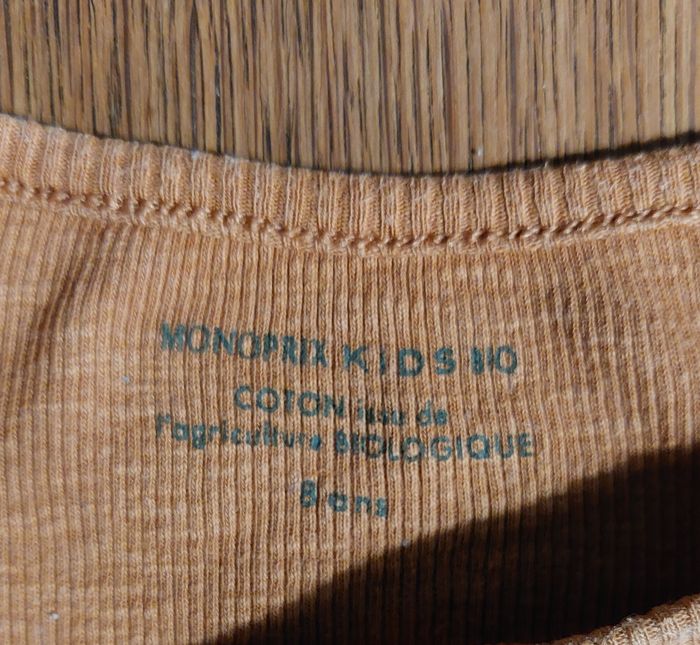 MONOPRIX KiDS BIO
COTON issu de
l'agriculture BIOLOGIQUE
8 ans